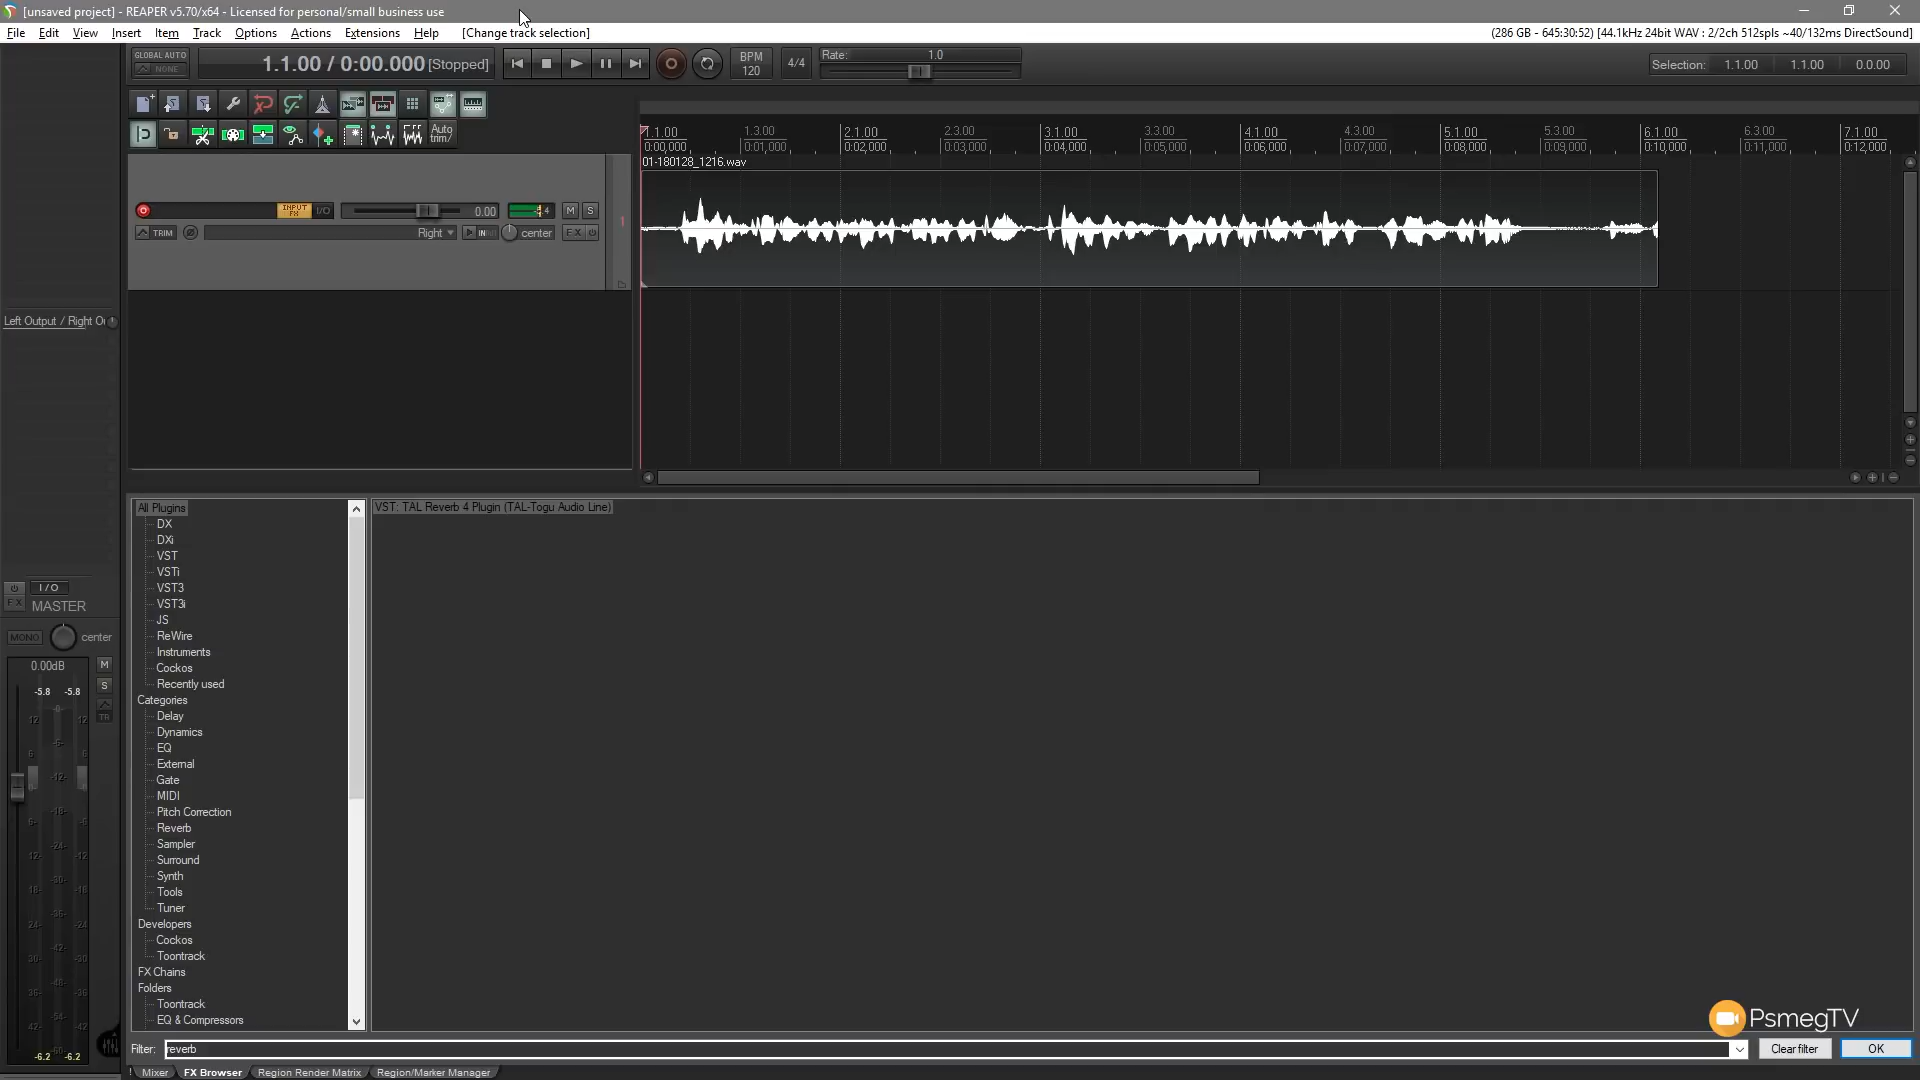 [unsaved project] - REAPER v5.70/x64 - Licensed for personal/small business use
File Edit View Insert Item Track Options Actions Extensions Help [Change track selection]
(286 GB - 645:30:52) [44.1kHz 24bit WAV : 2/2ch 512spls ~40/132ms DirectSound]
GLOBAL AUTO
NONE
1.1.00 / 0:00.000 [Stopped]
BPM
120
4/4
Rate: 1.0
Selection: 1.1.00 1.1.00 0.0.00
Auto
trim/
1.1.00 1.3.00 2.1.00 2.3.00 3.1.00 3.3.00 4.1.00 4.3.00 5.1.00 5.3.00 6.1.00 6.3.00 7.1.00
0:00,000 0:01,000 0:02,000 0:03,000 0:04,000 0:05,000 0:06,000 0:07,000 0:08,000 0:09,000 0:10,000 0:11,000 0:12,000
01-180128_1216.wav
INPUT
FX
I/O
0.00
M S
1
TRIM
Right
IN
center
FX
Left Output / Right O
VST: TAL Reverb 4 Plugin (TAL-Togu Audio Line)
All Plugins
DX
DXi
VST
VSTi
VST3
VST3i
JS
ReWire
Instruments
Cockos
Recently used
Categories
Delay
Dynamics
EQ
External
Gate
MIDI
Pitch Correction
Reverb
Sampler
Surround
Synth
Tools
Tuner
Developers
Cockos
Toontrack
FX Chains
Folders
Toontrack
EQ & Compressors
I/O
FX
MASTER
MONO
center
0.00dB
M
-5.8 -5.8
S
TR
-6.2 -6.2
PsmegTV
Filter: reverb
Clear filter
OK
! Mixer FX Browser Region Render Matrix Region/Marker Manager